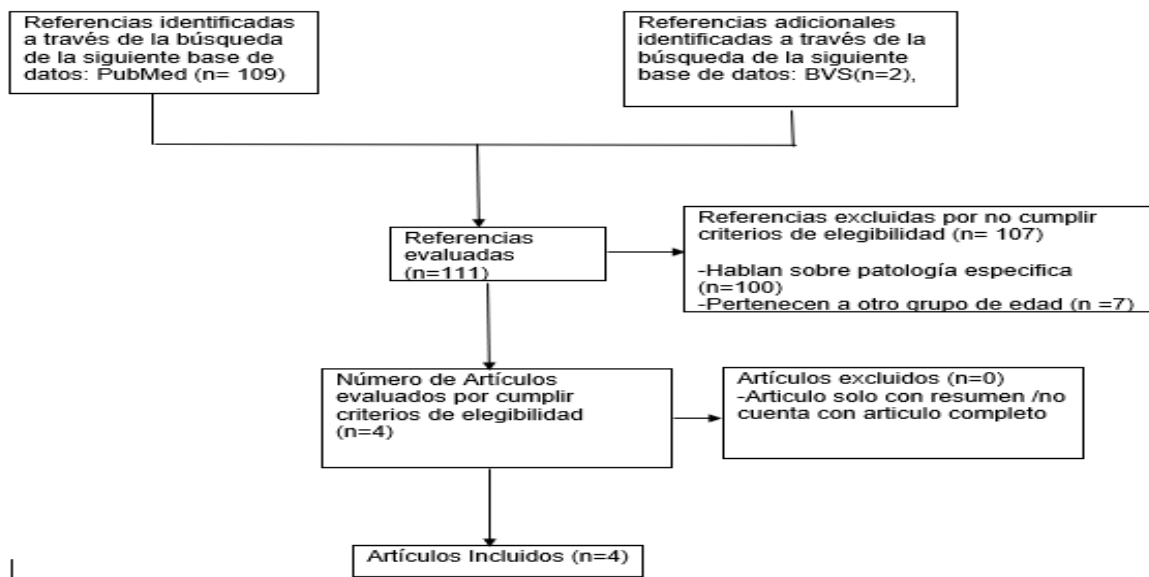 Referencias identificadas
a través de la búsqueda
de la siguiente base de
datos: PubMed (n= 109)
Referencias adicionales
identificadas a través de la
búsqueda de la siguiente
base de datos: BVS(n=2),
Referencias
evaluadas
(n=111)
Referencias excluidas por no cumplir
criterios de elegibilidad (n= 107)
-Hablan sobre patología especifica
(n=100)
-Pertenecen a otro grupo de edad (n =7)
Número de Artículos
evaluados por cumplir
criterios de elegibilidad
(n=4)
Artículos excluidos (n=0)
-Articulo solo con resumen /no
cuenta con articulo completo
Artículos Incluidos (n=4)